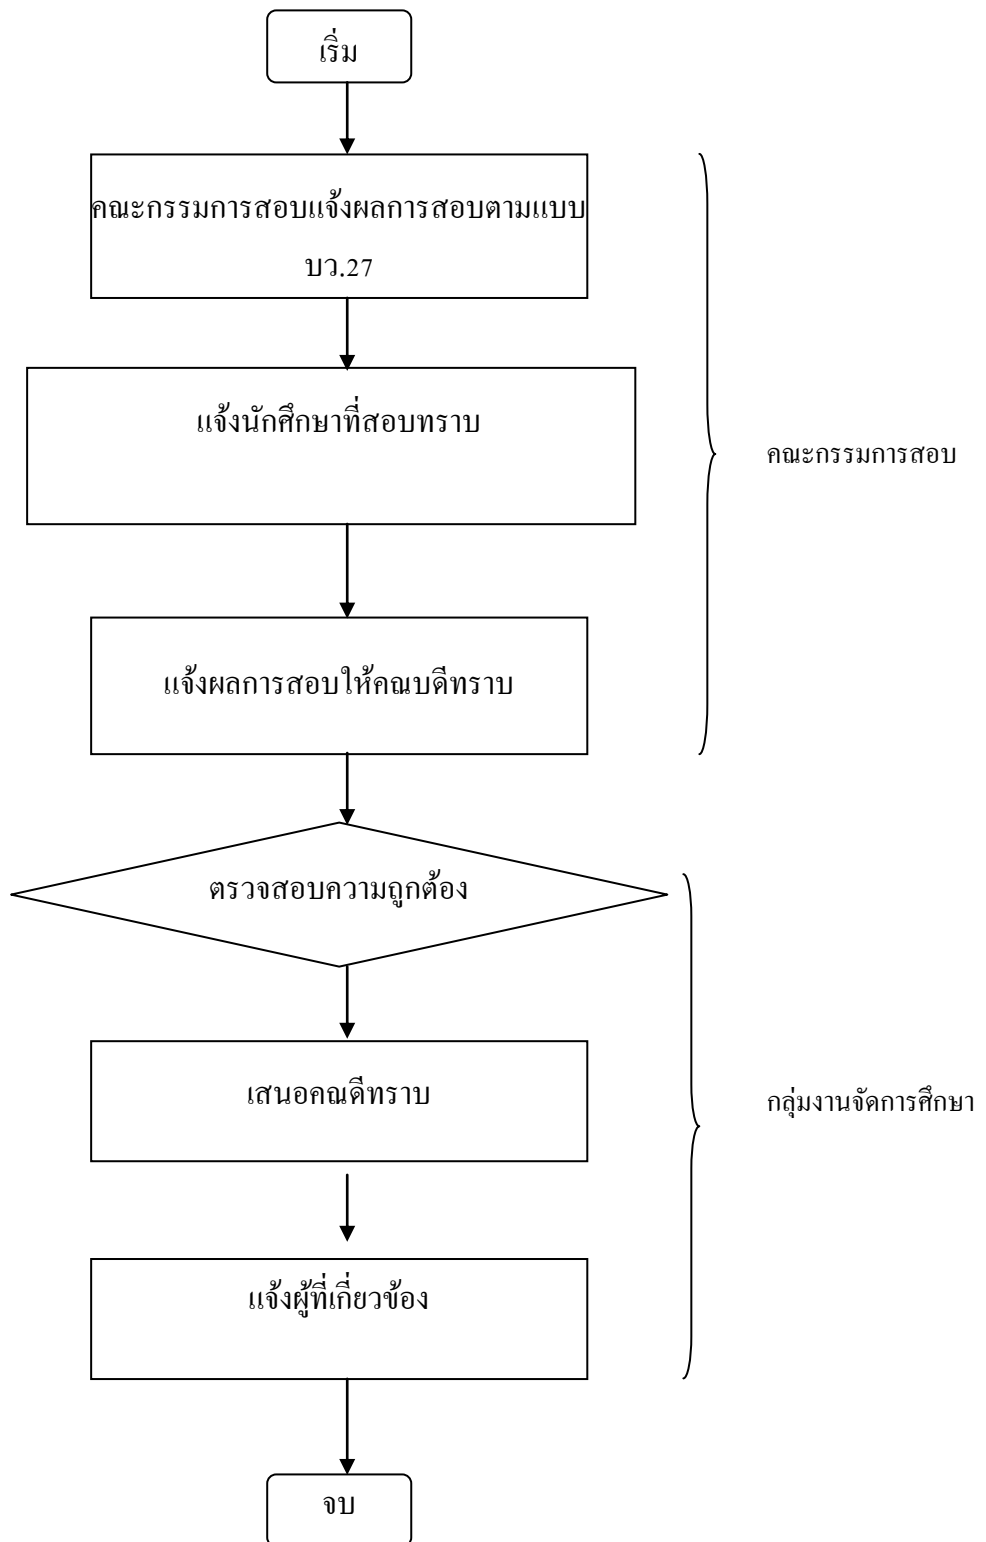 เริ่ม
คณะกรรมการสอบแจ้งผลการสอบตามแบบ
บว.27
แจ้งนักศึกษาที่สอบทราบ
คณะกรรมการสอบ
แจ้งผลการสอบให้คณบดีทราบ
ตรวจสอบความถูกต้อง
เสนอคณดีทราบ
กลุ่มงานจัดการศึกษา
แจ้งผู้ที่เกี่ยวข้อง
จบ